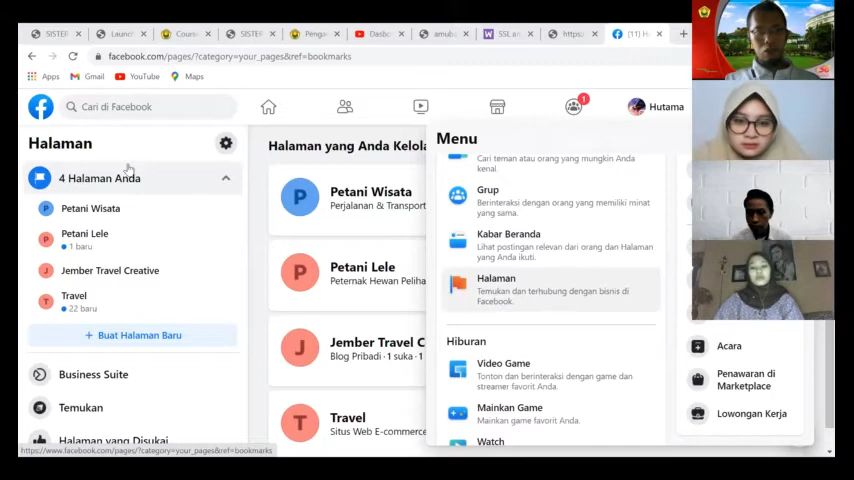 SISTER
Launc
Cours
SISTER
Penga
Dasbo
amub
SSL an
https:/
(11) H
facebook.com/pages/?category=your_pages&ref=bookmarks
Apps
Gmail
YouTube
Maps
Cari di Facebook
1
Hutama
Halaman
4 Halaman Anda
Petani Wisata
Petani Lele
1 baru
Jember Travel Creative
Travel
22 baru
+ Buat Halaman Baru
Business Suite
Temukan
Halaman yang Disukai
https://www.facebook.com/pages/?category=your_pages&ref=bookmarks
Halaman yang Anda Kelola
P
Petani Wisata
Perjalanan & Transport
P
Petani Lele
Peternak Hewan Peliha
J
Jember Travel C
Blog Pribadi · 1 suka · 1
T
Travel
Situs Web E-commerce
Menu
Cari teman atau orang yang mungkin Anda
kenal.
Grup
Berinteraksi dengan orang yang memiliki minat
yang sama.
Kabar Beranda
Lihat postingan relevan dari orang dan Halaman
yang Anda ikuti.
Halaman
Temukan dan terhubung dengan bisnis di
Facebook.
Hiburan
Video Game
Tonton dan berinteraksi dengan game dan
streamer favorit Anda.
Mainkan Game
Mainkan game favorit Anda.
Watch
Acara
Penawaran di
Marketplace
Lowongan Kerja